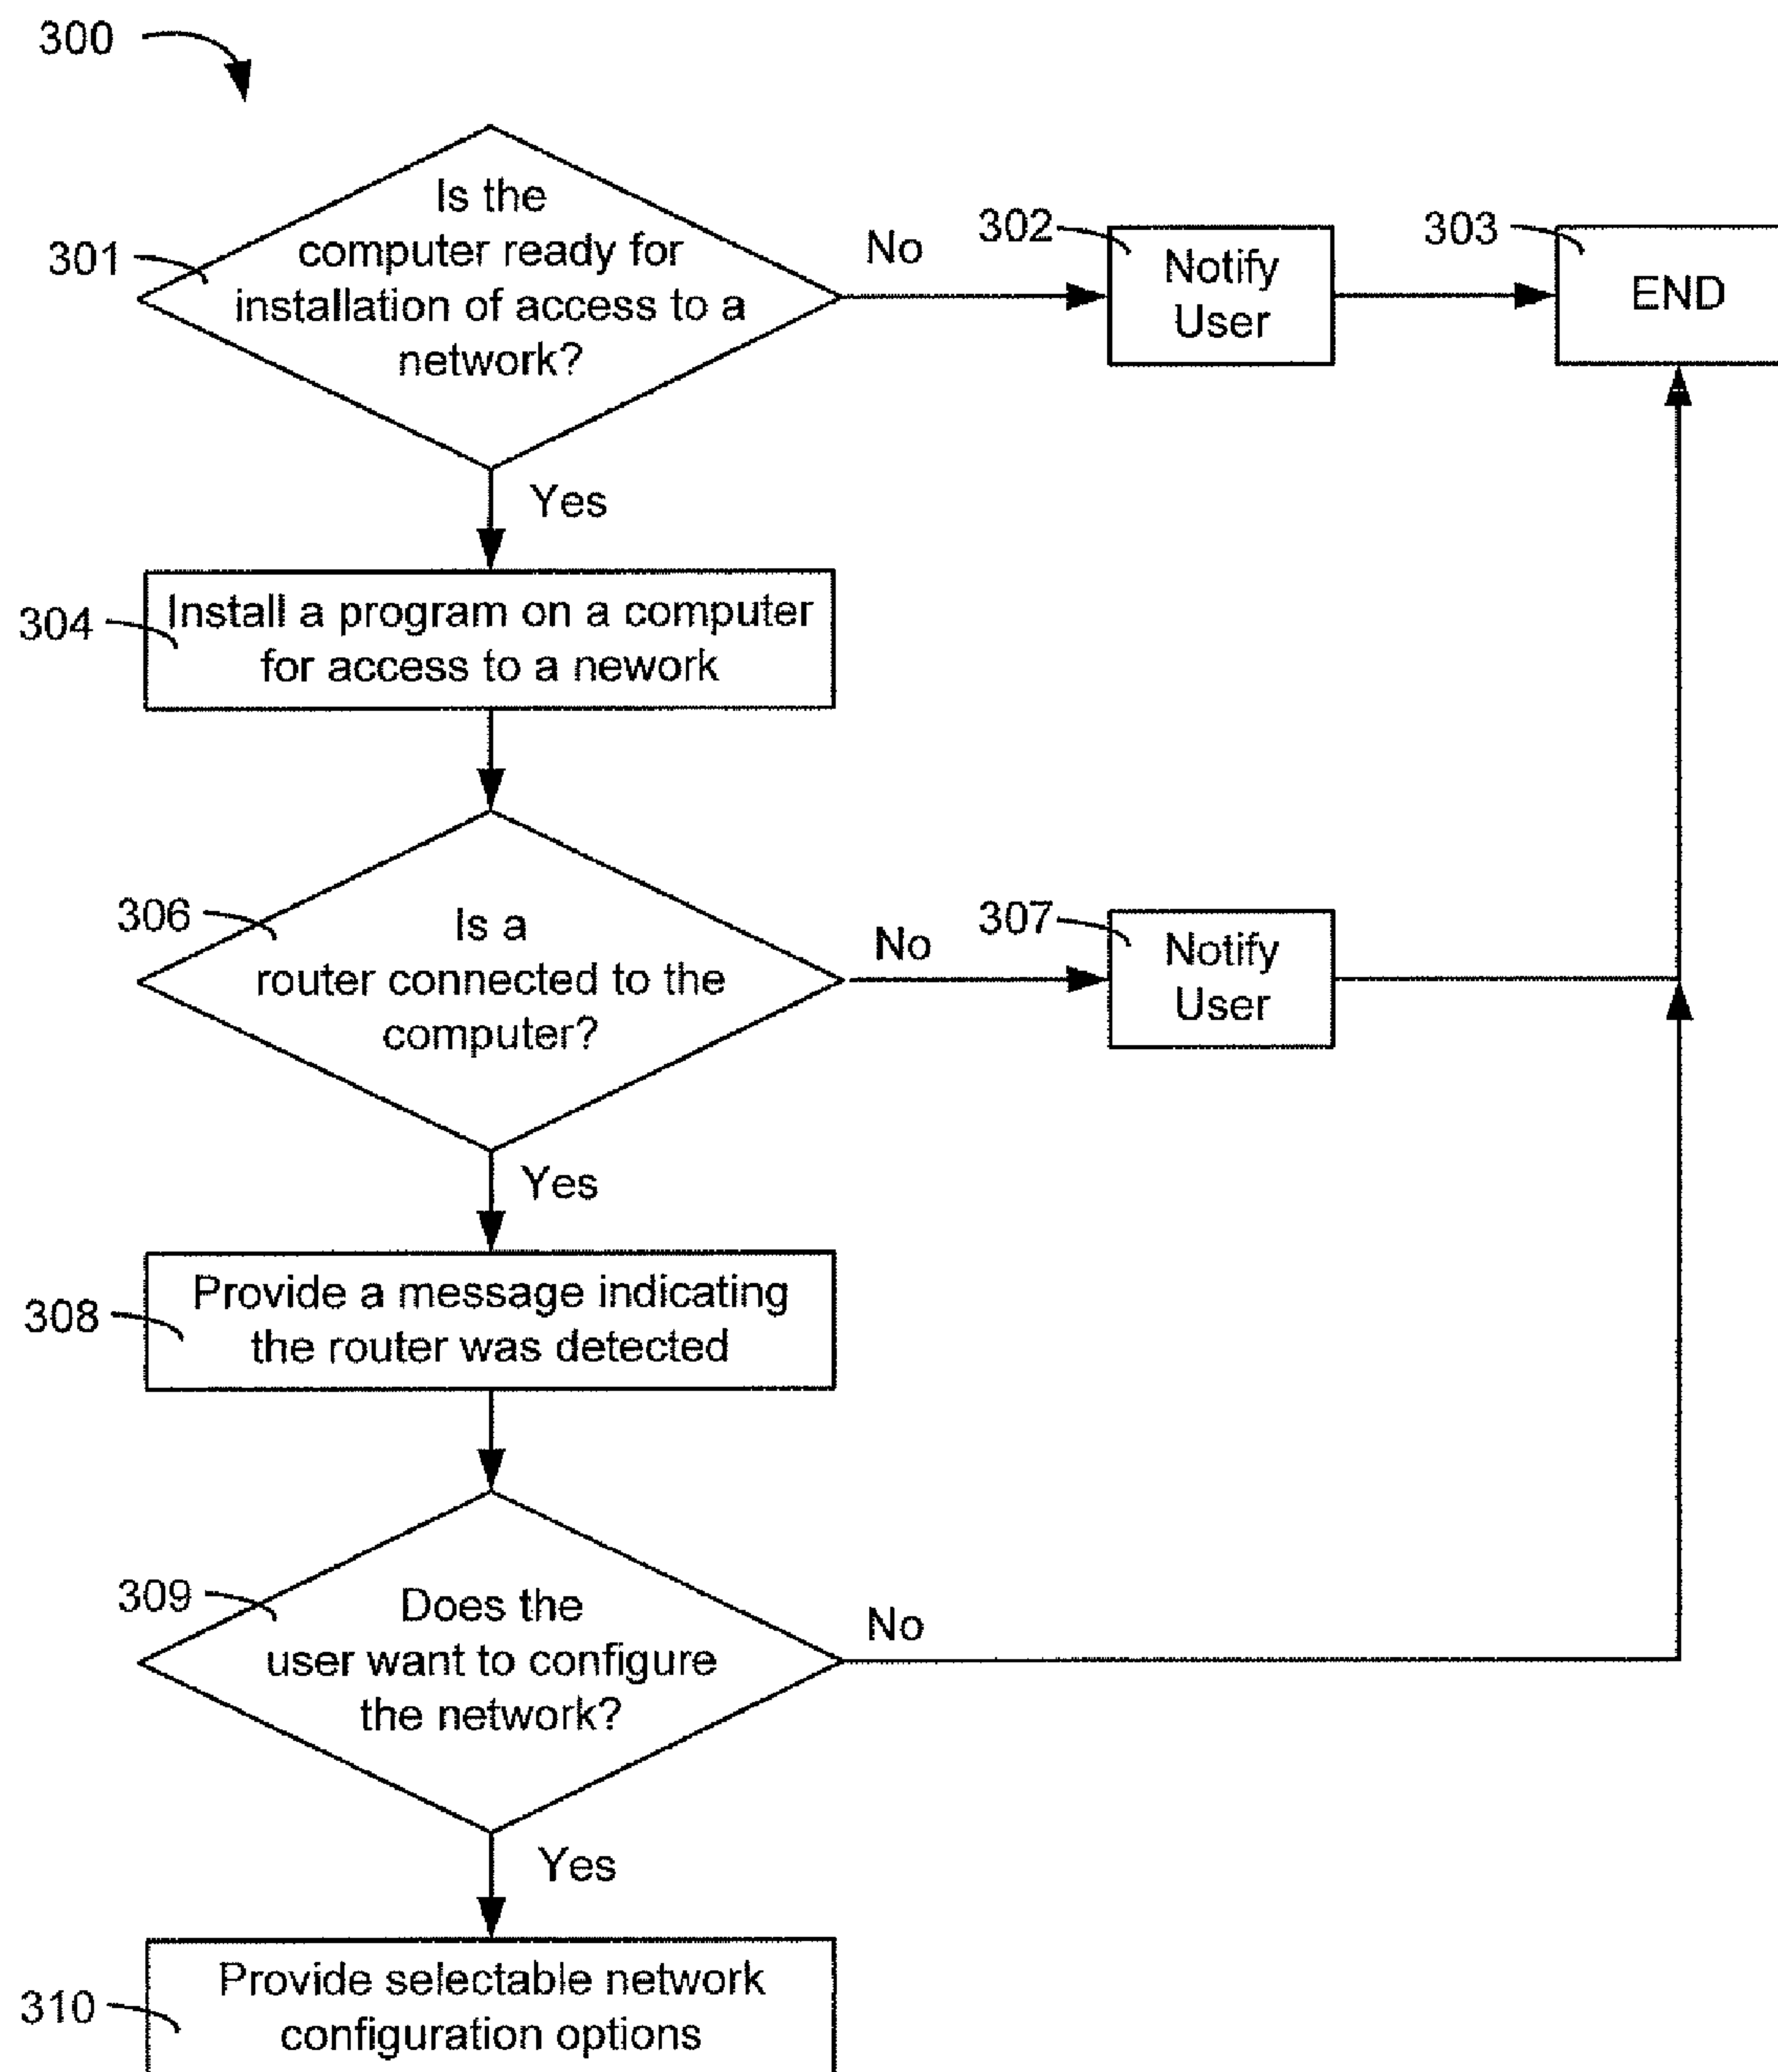 300
Is the
computer ready for
installation of access to a
network?
301
No
302
Notify
User
303
END
Yes
304
Install a program on a computer
for access to a nework
306
Is a
router connected to the
computer?
No
307
Notify
User
Yes
308
Provide a message indicating
the router was detected
309
Does the
user want to configure
the network?
No
Yes
310
Provide selectable network
configuration options